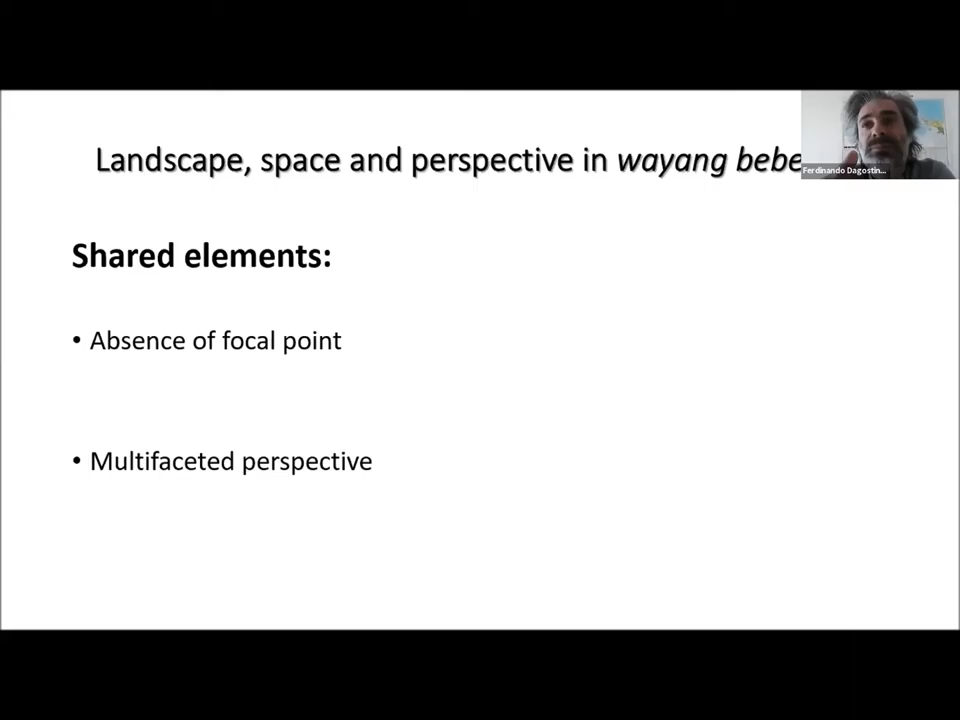 Landscape, space and perspective in wayang bebe
Ferdinando Dagostin...
Shared elements:
• Absence of focal point
• Multifaceted perspective